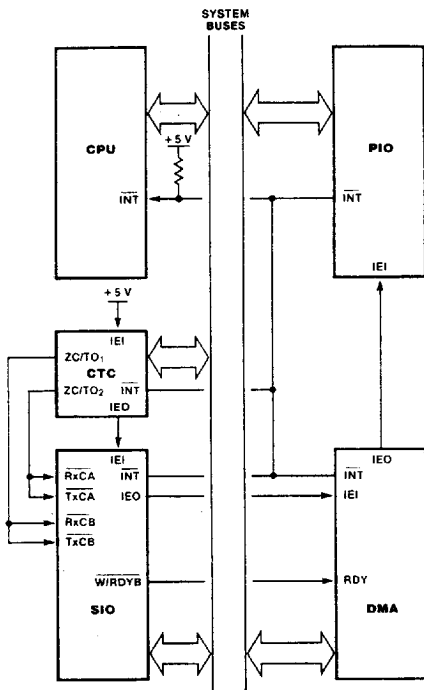 SYSTEM
BUSES
+5 V
CPU
INT
PIO
INT
IEI
+5 V
IEI
ZC/TO₁
ZC/TO₂
CTC
INT
IEO
IEI
RxCA
TxCA
RxCB
TxCB
INT
IEO
W/RDYB
SIO
IEO
INT
IEI
RDY
DMA